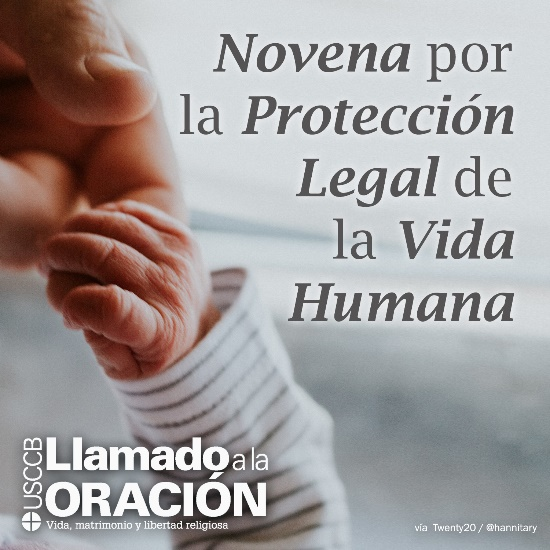 Novena por
la Protección
Legal de
la Vida
Humana
USCCB
Llamado a la
ORACIÓN
Vida, matrimonio y libertad religiosa
vía Twenty20 / @hannitary